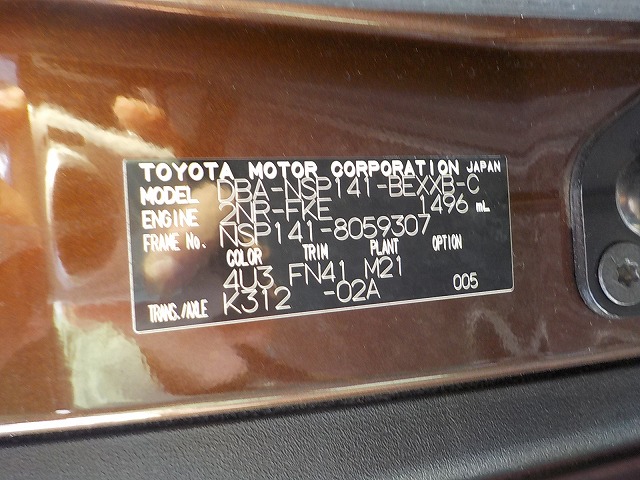 TOYOTA MOTOR CORPORATION JAPAN
MODEL DBA-NSP141-BEXXB-C
ENGINE 2NR-FKE 1496 mL
FRAME No. NSP141-8059307
COLOR TRIM PLANT OPTION
4U3 FN41 M21
TRANS./AXLE K312 -02A 005